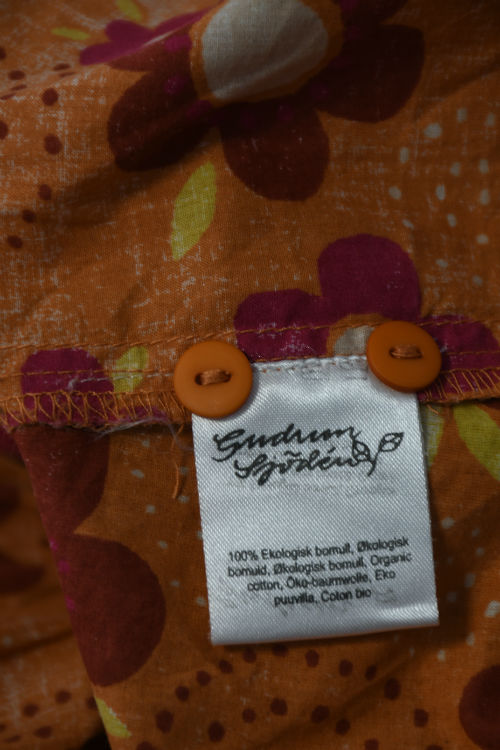 Gudrun
Sjödén
100% Ekologisk bomull, Økologisk
bomuld, Økologisk bomull, Organic
cotton, Öko-baumwolle, Eko
puuvilla, Coton bio